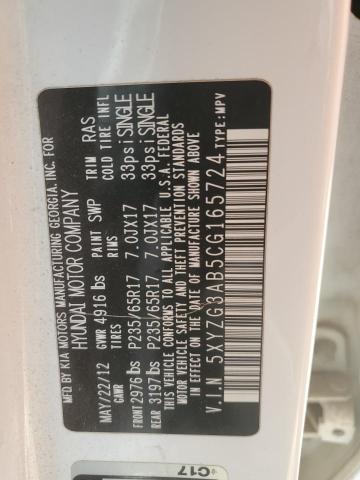 MFD BY KIA MOTORS MANUFACTURING GEORGIA, INC. FOR
HYUNDAI MOTOR COMPANY
MAY/22/12 GVWR 4916 lbs PAINT SWP TRIM RAS
GAWR TIRES RIMS COLD TIRE INFL
FRONT 2976 lbs P235/65R17 7.0JX17 33psi SINGLE
REAR 3197 lbs P235/65R17 7.0JX17 33psi SINGLE
THIS VEHICLE CONFORMS TO ALL APPLICABLE U.S.A. FEDERAL
MOTOR VEHICLE SAFETY AND THEFT PREVENTION STANDARDS
IN EFFECT ON THE DATE OF MANUFACTURE SHOWN ABOVE.
V.I.N 5XYZG3AB5CG165724 TYPE:MPV
C17